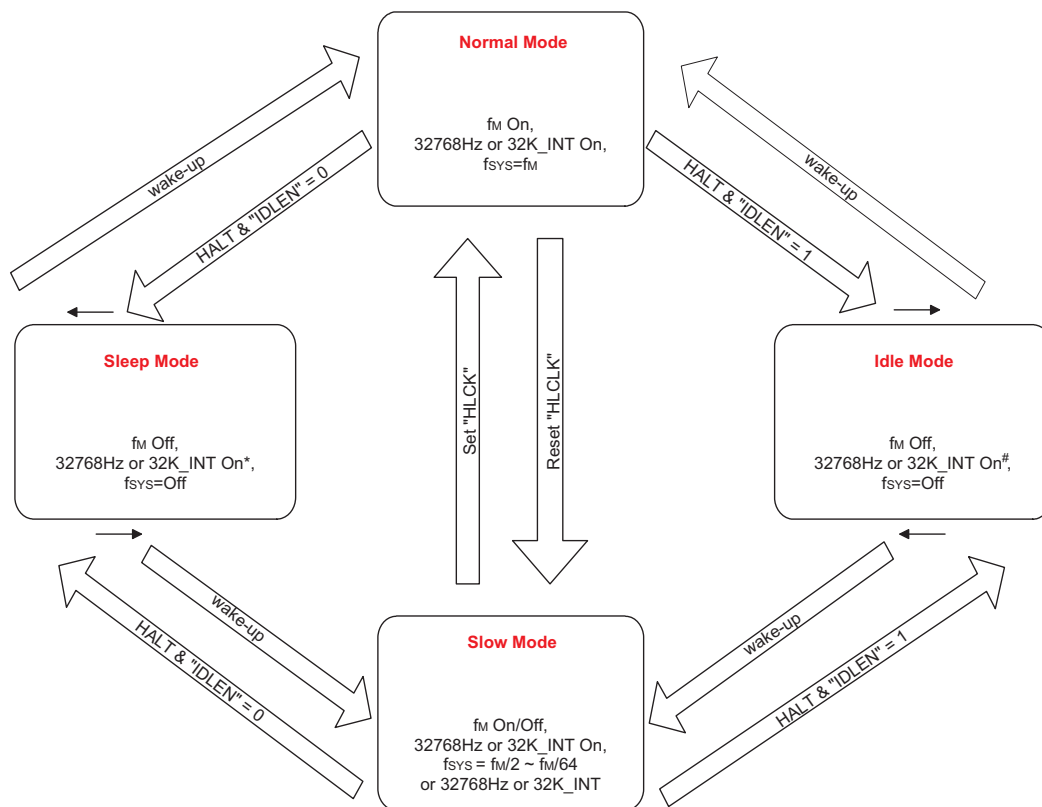 Normal Mode
fM On,
32768Hz or 32K_INT On,
fSYS=fM
wake-up
HALT & "IDLEN" = 0
HALT & "IDLEN" = 1
wake-up
Sleep Mode
fM Off,
32768Hz or 32K_INT On*,
fSYS=Off
Set "HLCK"
Reset "HLCLK"
Idle Mode
fM Off,
32768Hz or 32K_INT On#,
fSYS=Off
wake-up
HALT & "IDLEN" = 0
wake-up
HALT & "IDLEN" = 1
Slow Mode
fM On/Off,
32768Hz or 32K_INT On,
fSYS = fM/2 ~ fM/64
or 32768Hz or 32K_INT